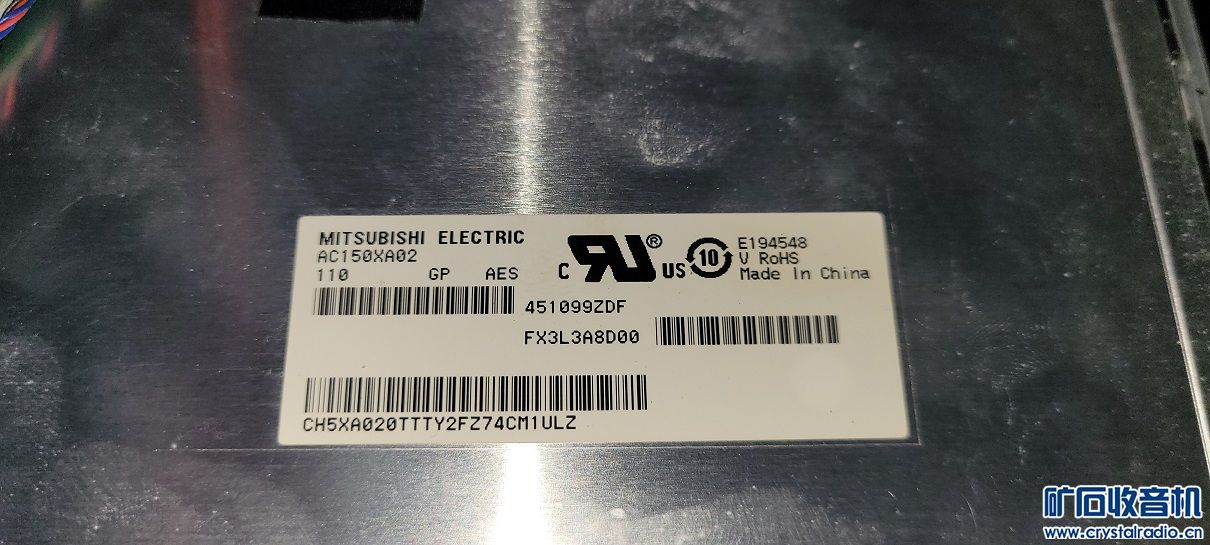 MITSUBISHI ELECTRIC
AC150XA02
110 GP AES
C RU ® US
10
E194548
V RoHS
Made In China
451099ZDF
FX3L3A8D00
CH5XA020TTTY2FZ74CM1ULZ
矿石收音机
www.crystalradio.cn